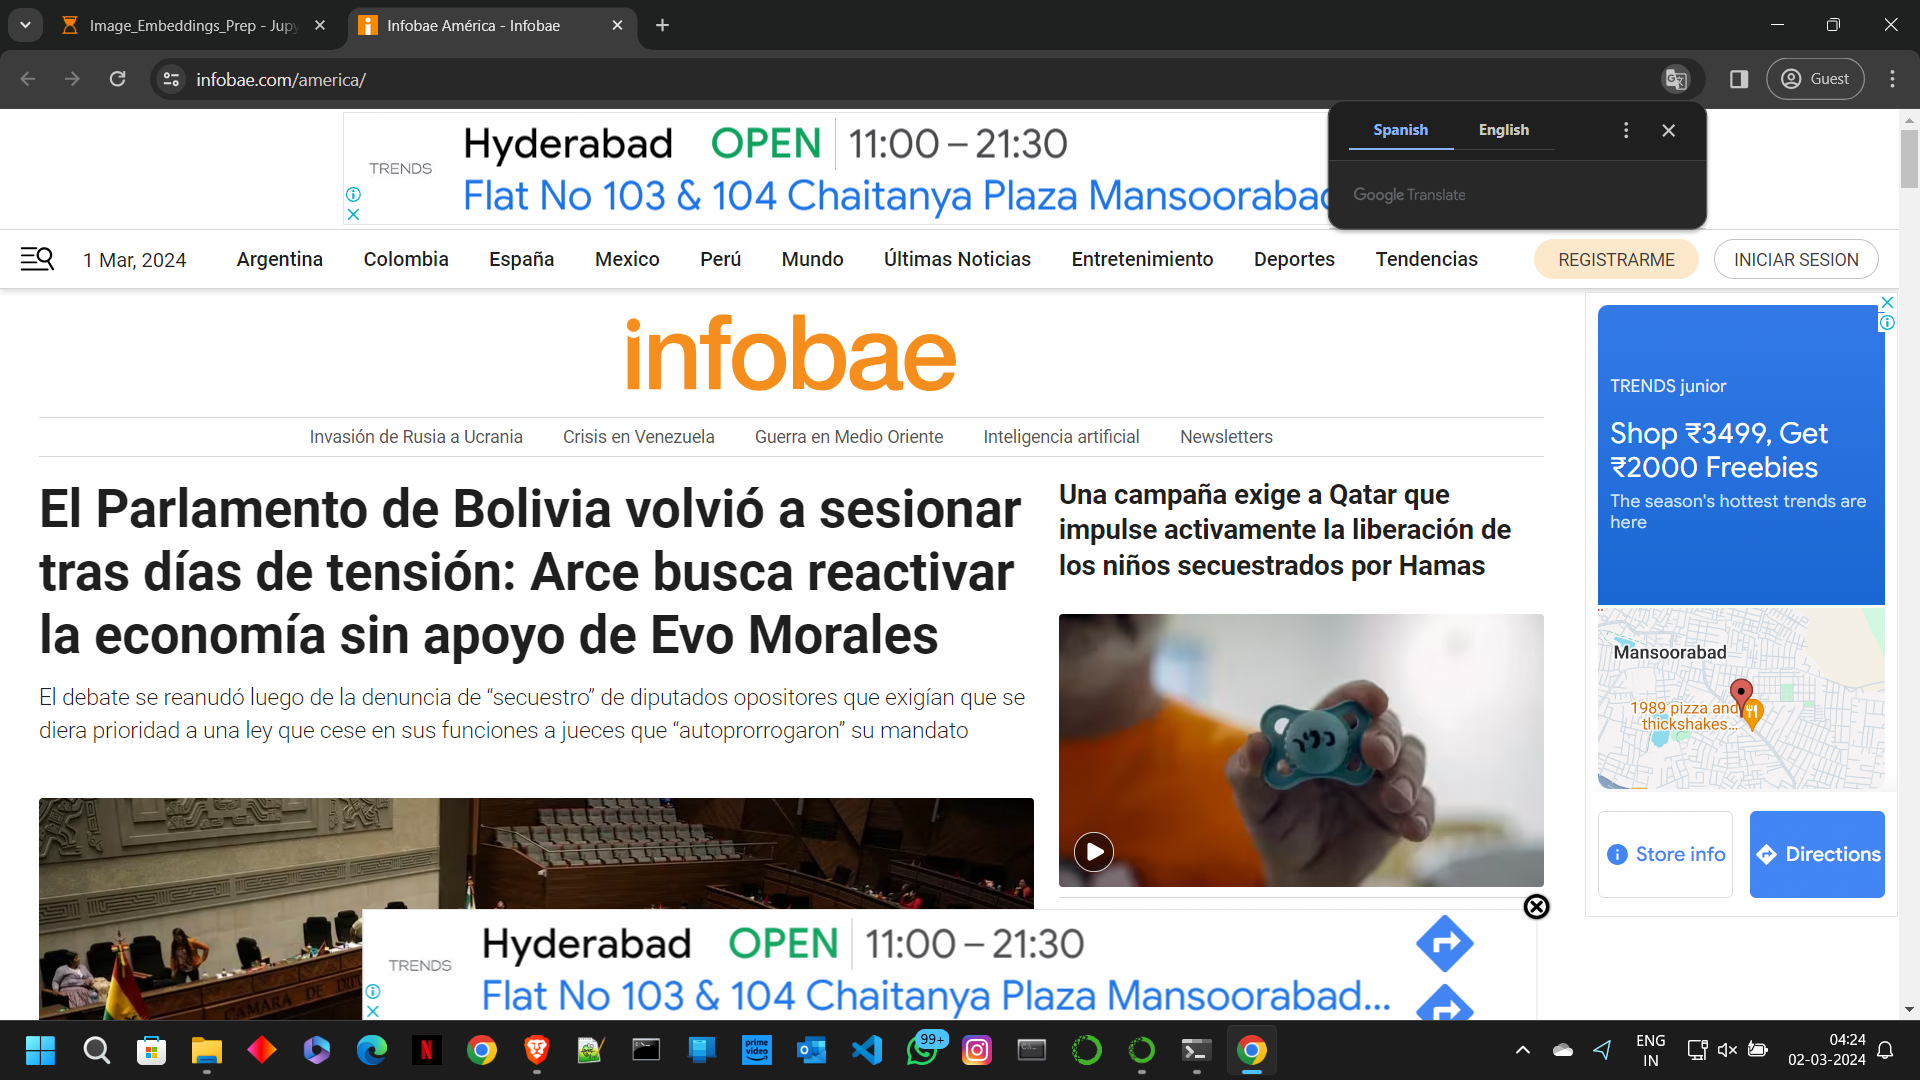 Image_Embeddings_Prep - Jupy
Infobae América - Infobae
infobae.com/america/
Guest
Spanish
English
Google Translate
TRENDS
Hyderabad OPEN 11:00 – 21:30
Flat No 103 & 104 Chaitanya Plaza Mansoorabad
1 Mar, 2024
Argentina
Colombia
España
Mexico
Perú
Mundo
Últimas Noticias
Entretenimiento
Deportes
Tendencias
REGISTRARME
INICIAR SESION
infobae
Invasión de Rusia a Ucrania
Crisis en Venezuela
Guerra en Medio Oriente
Inteligencia artificial
Newsletters
El Parlamento de Bolivia volvió a sesionar
tras días de tensión: Arce busca reactivar
la economía sin apoyo de Evo Morales
El debate se reanudó luego de la denuncia de “secuestro” de diputados opositores que exigían que se
diera prioridad a una ley que cese en sus funciones a jueces que “autoprorrogaron” su mandato
CAMARA DE DIP
Una campaña exige a Qatar que
impulse activamente la liberación de
los niños secuestrados por Hamas
כפיר
TRENDS junior
Shop ₹3499, Get
₹2000 Freebies
The season's hottest trends are
here
Mansoorabad
1989 pizza and
thickshakes...
Store info
Directions
TRENDS
Hyderabad OPEN 11:00 – 21:30
Flat No 103 & 104 Chaitanya Plaza Mansoorabad...
prime
video
99+
ENG
IN
04:24
02-03-2024